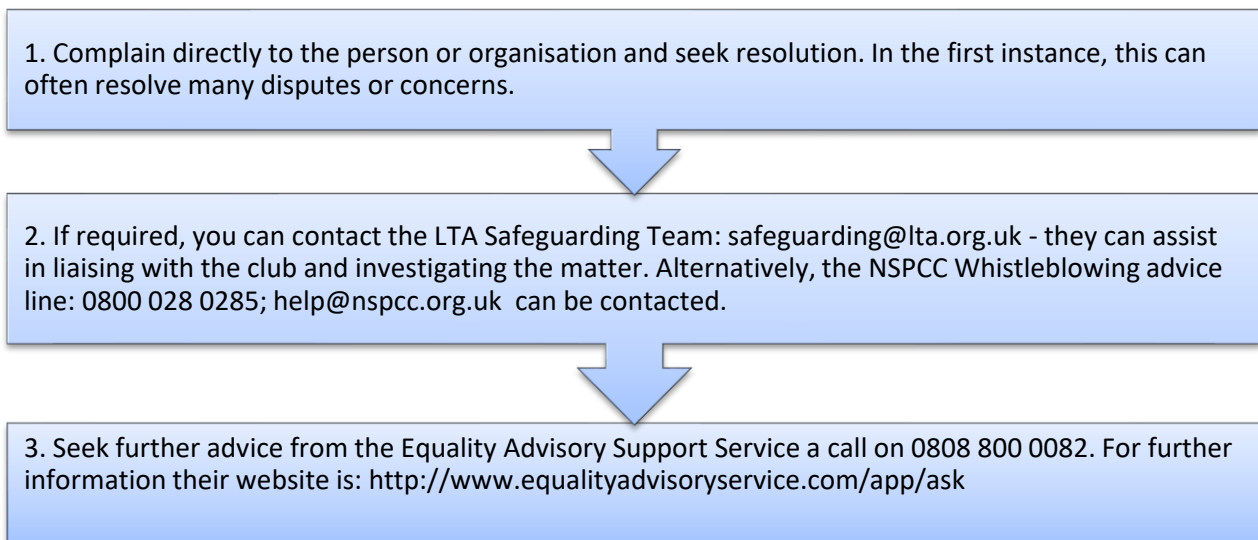 1. Complain directly to the person or organisation and seek resolution. In the first instance, this can
often resolve many disputes or concerns.
2. If required, you can contact the LTA Safeguarding Team: safeguarding@lta.org.uk - they can assist
in liaising with the club and investigating the matter. Alternatively, the NSPCC Whistleblowing advice
line: 0800 028 0285; help@nspcc.org.uk  can be contacted.
3. Seek further advice from the Equality Advisory Support Service a call on 0808 800 0082. For further
information their website is: http://www.equalityadvisoryservice.com/app/ask